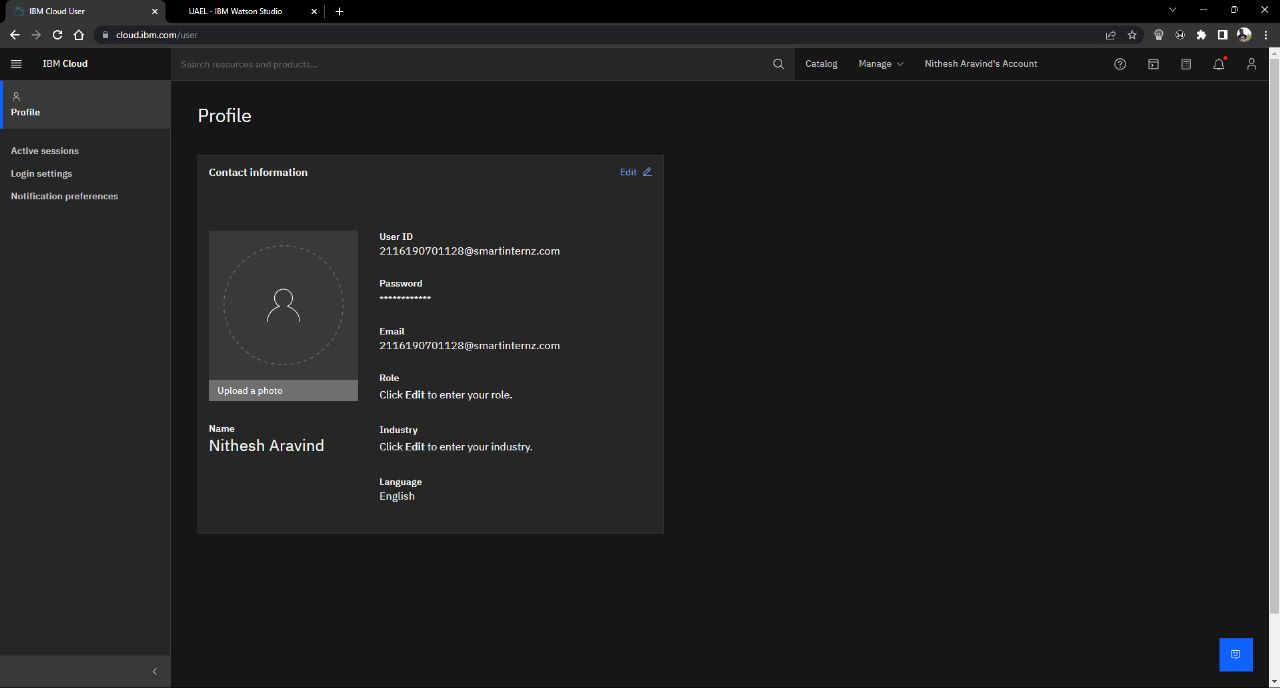 IBM Cloud User
UAEL - IBM Watson Studio
cloud.ibm.com/user
IBM Cloud
Search resources and products...
Catalog
Manage
Nithesh Aravind's Account
Profile
Active sessions
Login settings
Notification preferences
Profile
Contact information
Edit
User ID
2116190701128@smartinternz.com
Password
************
Email
2116190701128@smartinternz.com
Role
Click Edit to enter your role.
Upload a photo
Name
Nithesh Aravind
Industry
Click Edit to enter your industry.
Language
English